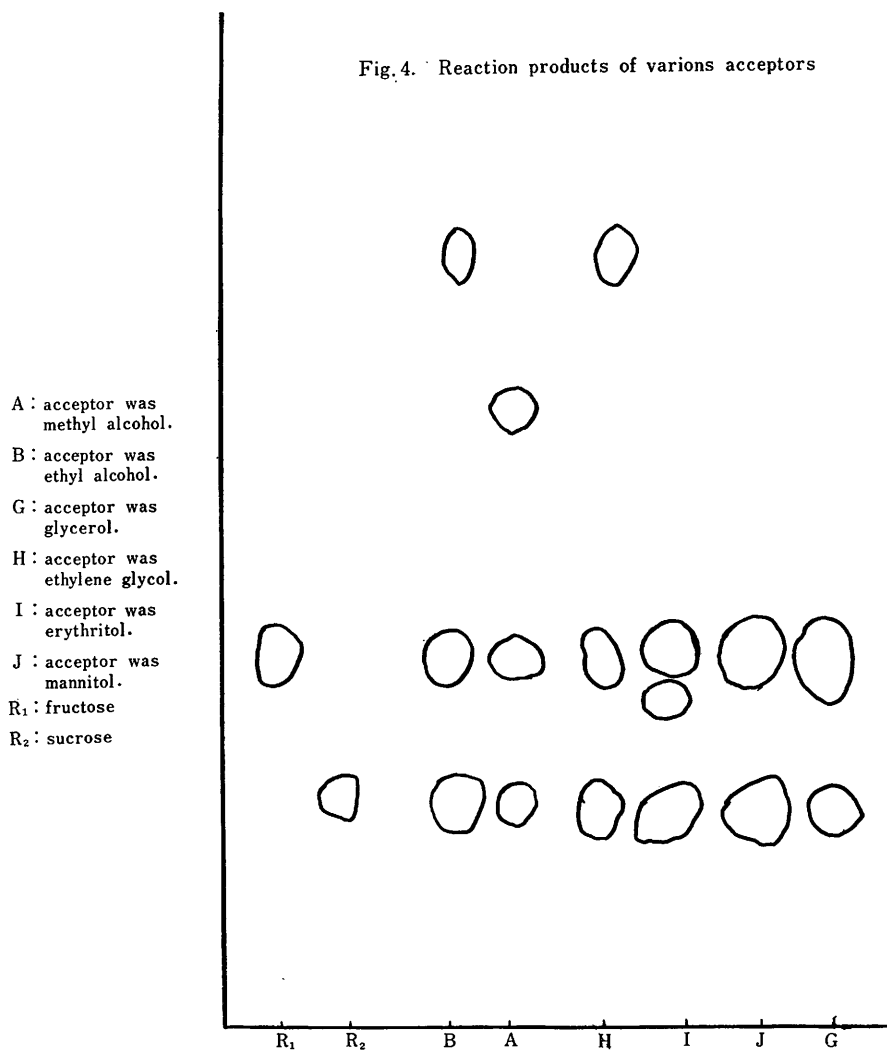 Fig. 4. Reaction products of varions acceptors
A : acceptor was
methyl alcohol.
B : acceptor was
ethyl alcohol.
G : acceptor was
glycerol.
H : acceptor was
ethylene glycol.
I : acceptor was
erythritol.
J : acceptor was
mannitol.
R₁ : fructose
R₂ : sucrose
R₁ R₂ B A H I J G